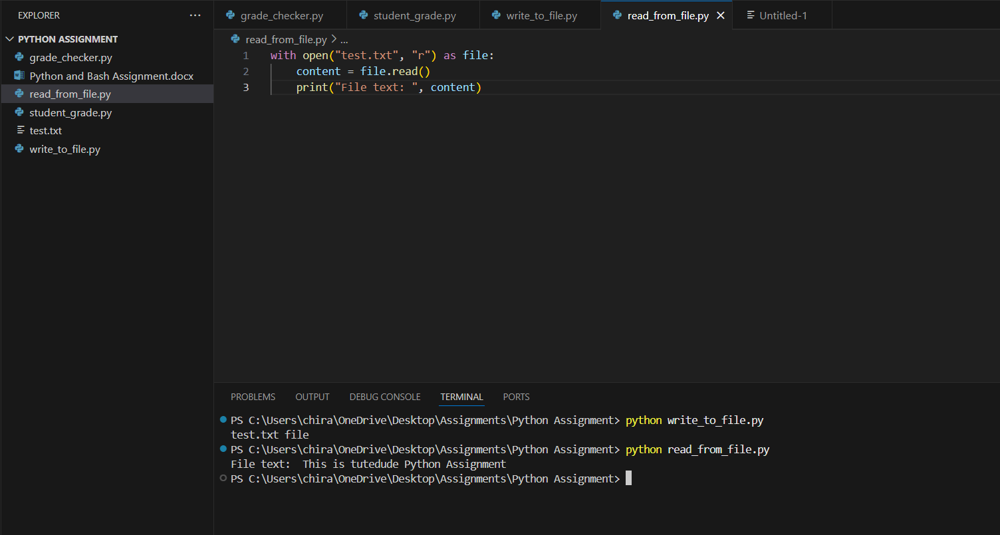 EXPLORER
PYTHON ASSIGNMENT
grade_checker.py
Python and Bash Assignment.docx
read_from_file.py
student_grade.py
test.txt
write_to_file.py
grade_checker.py student_grade.py write_to_file.py read_from_file.py Untitled-1
read_from_file.py > ...
1 with open("test.txt", "r") as file:
2     content = file.read()
3     print("File text: ", content)
PROBLEMS OUTPUT DEBUG CONSOLE TERMINAL PORTS
PS C:\Users\chira\OneDrive\Desktop\Assignments\Python Assignment> python write_to_file.py
test.txt file
PS C:\Users\chira\OneDrive\Desktop\Assignments\Python Assignment> python read_from_file.py
File text:  This is tutedude Python Assignment
PS C:\Users\chira\OneDrive\Desktop\Assignments\Python Assignment>